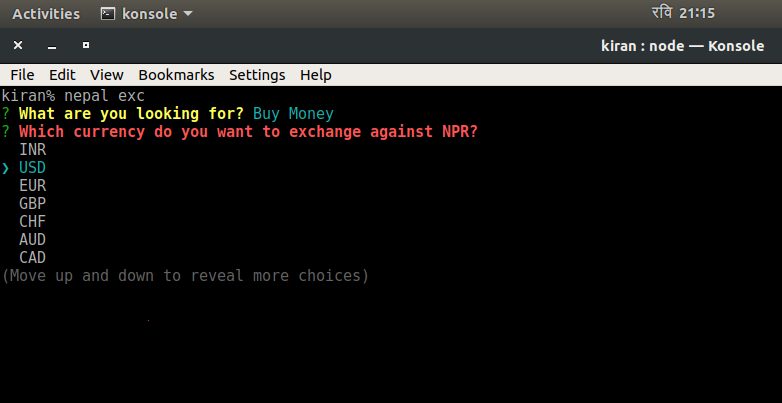 Activities konsole रवि 21:15
kiran : node — Konsole
File Edit View Bookmarks Settings Help
kiran% nepal exc
? What are you looking for? Buy Money
? Which currency do you want to exchange against NPR?
INR
❯ USD
EUR
GBP
CHF
AUD
CAD
(Move up and down to reveal more choices)